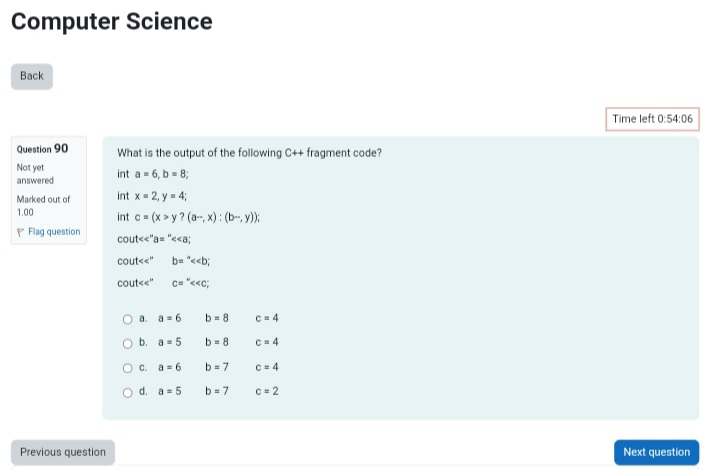 Computer Science
Back
Time left 0:54:06
Question 90
Not yet
answered
Marked out of
1.00
Flag question
What is the output of the following C++ fragment code?
int a = 6, b = 8;
int x = 2, y = 4;
int c = (x > y ? (a--, x) : (b--, y));
cout<<"a= "<<a;
cout<<" b= "<<b;
cout<<" c= "<<c;
a. a = 6 b = 8 c = 4
b. a = 5 b = 8 c = 4
c. a = 6 b = 7 c = 4
d. a = 5 b = 7 c = 2
Previous question
Next question